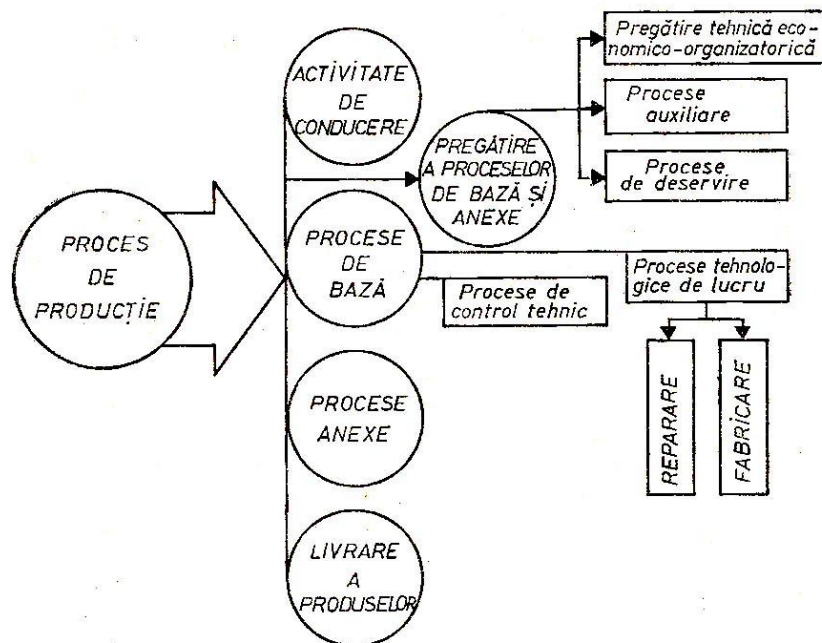 PROCES
DE
PRODUCȚIE
ACTIVITATE
DE
CONDUCERE
PREGĂTIRE
A PROCESELOR
DE BAZĂ ȘI
ANEXE
Pregătire tehnică eco-
nomico-organizatorică
Procese
auxiliare
Procese
de deservire
PROCESE
DE
BAZĂ
Procese de
control tehnic
Procese tehnolo-
gice de lucru
REPARARE
FABRICARE
PROCESE
ANEXE
LIVRARE
A
PRODUSELOR